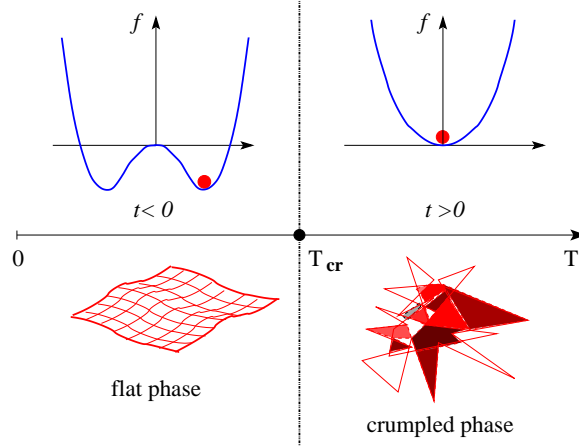 f
f
t < 0
t > 0
0
T cr
T
flat phase
crumpled phase